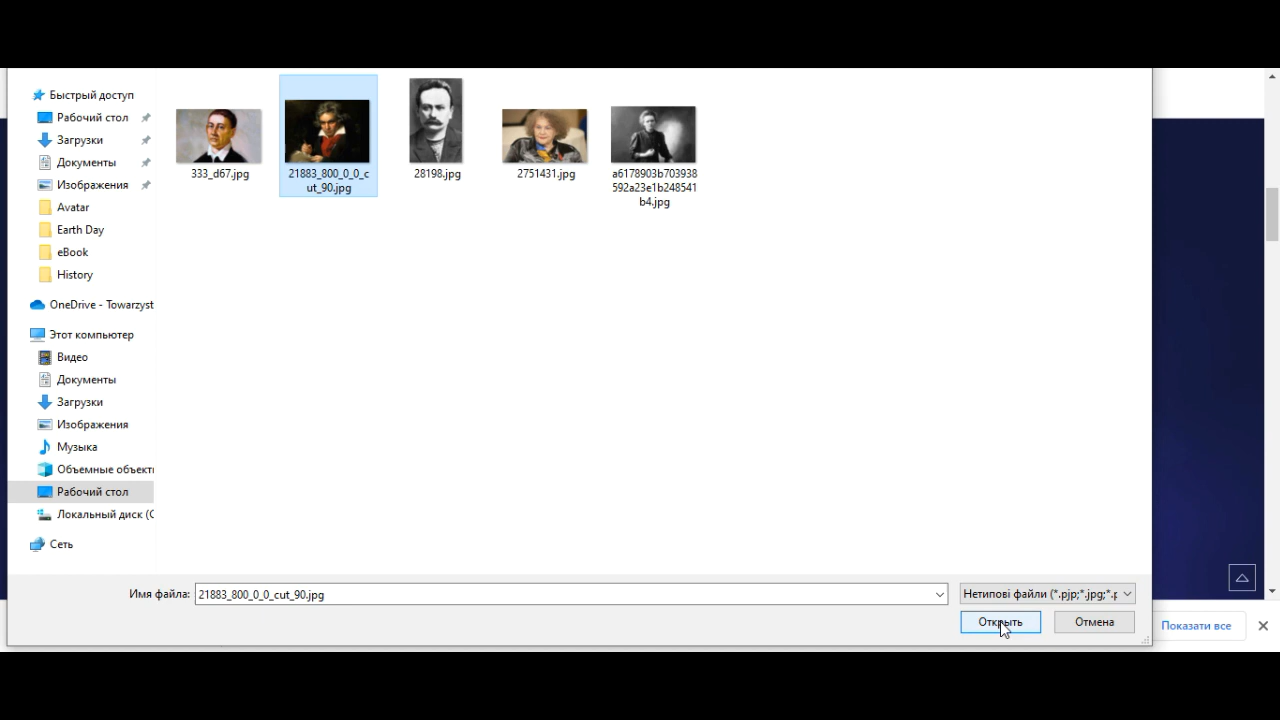 Быстрый доступ
Рабочий стол
Загрузки
Документы
Изображения
Avatar
Earth Day
eBook
History
OneDrive - Towarzyst
Этот компьютер
Видео
Документы
Загрузки
Изображения
Музыка
Объемные объект
Рабочий стол
Локальный диск (C
Сеть
333_d67.jpg
21883_800_0_0_c
ut_90.jpg
28198.jpg
2751431.jpg
a6178903b703938
592a23e1b248541
b4.jpg
Имя файла:
21883_800_0_0_cut_90.jpg
Нетипові файли (*.pjp;*.jpg;*.p
Открыть
Отмена
Показати все